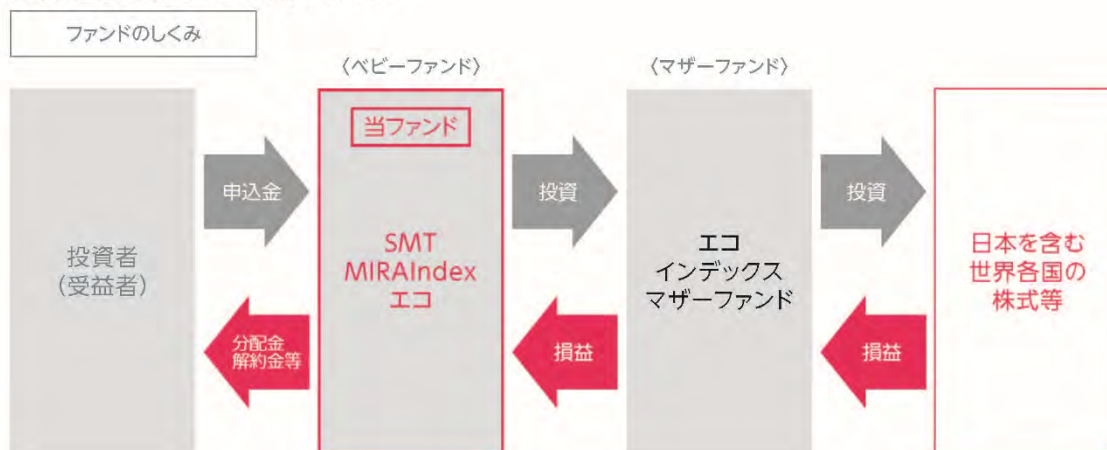 ファンドのしくみ
〈ベビーファンド〉
〈マザーファンド〉
投資者
(受益者)
申込金
分配金
解約金等
当ファンド
SMT
MIRAIndex
エコ
投資
損益
エコ
インデックス
マザーファンド
投資
損益
日本を含む
世界各国の
株式等